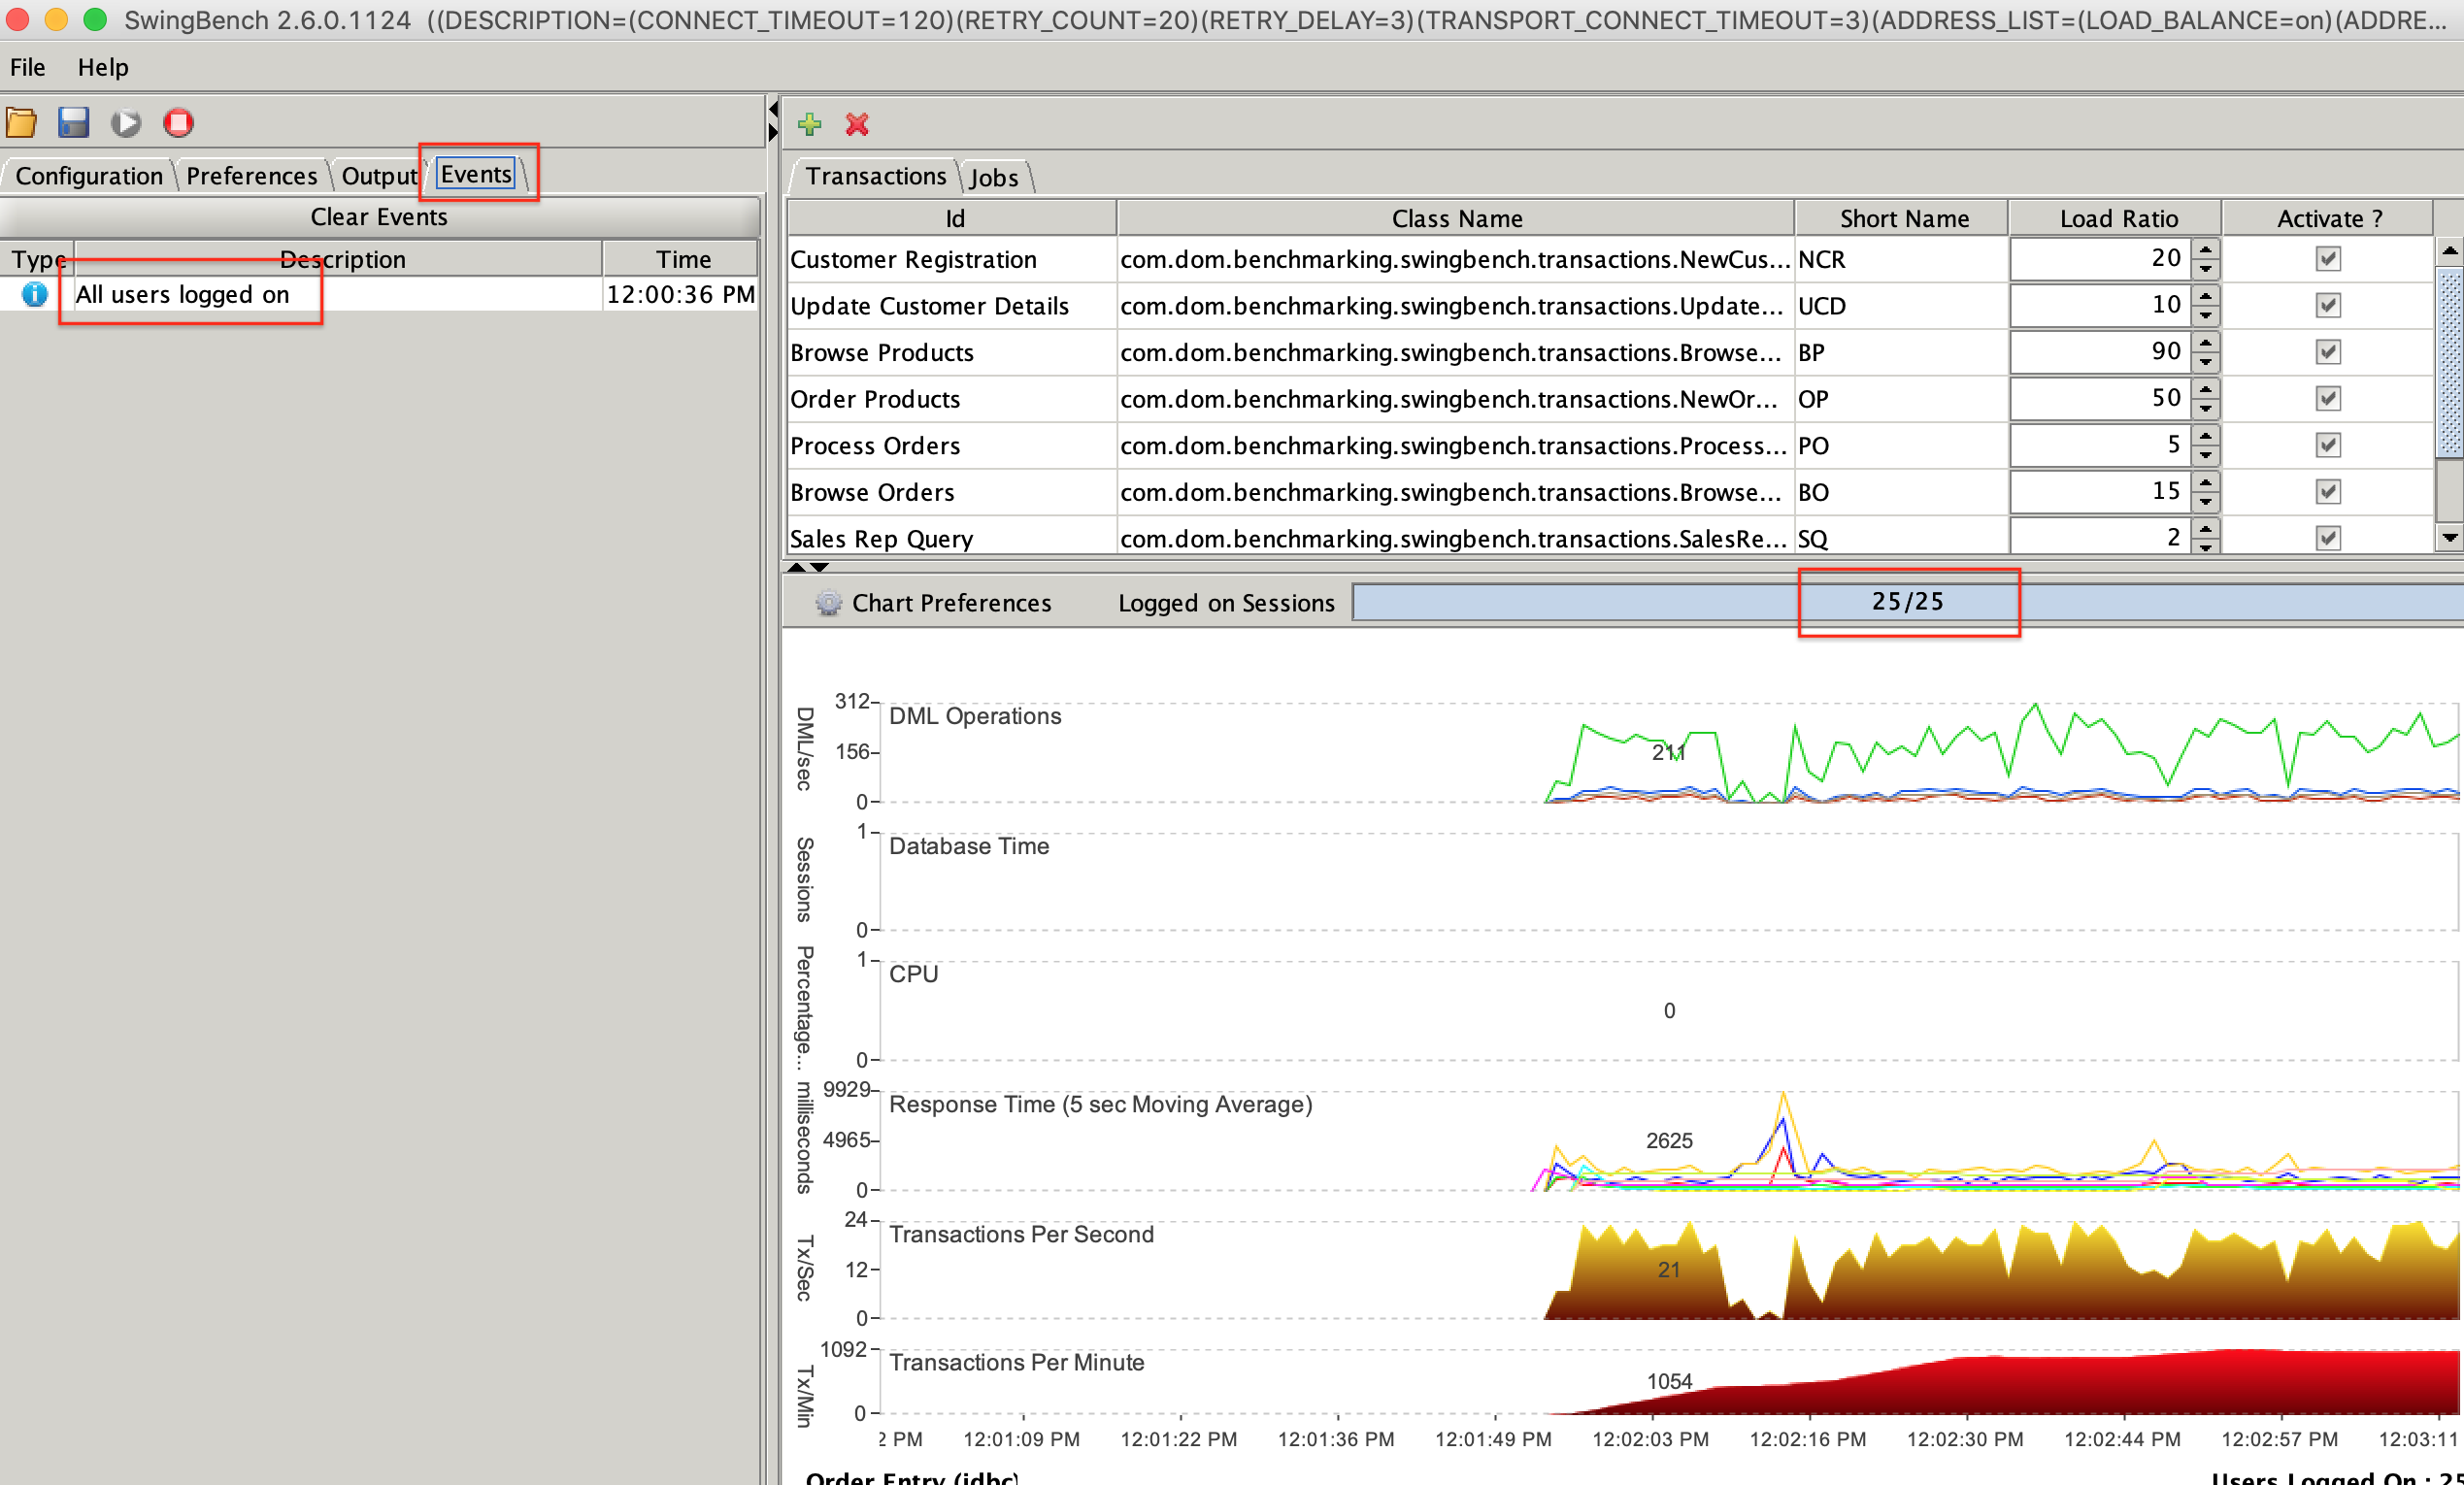 SwingBench 2.6.0.1124 ((DESCRIPTION=(CONNECT_TIMEOUT=120)(RETRY_COUNT=20)(RETRY_DELAY=3)(TRANSPORT_CONNECT_TIMEOUT=3)(ADDRESS_LIST=(LOAD_BALANCE=on)(ADDRE...
File Help
Configuration Preferences Output Events
Clear Events
Type Description Time
All users logged on 12:00:36 PM
Transactions Jobs
Id Class Name Short Name Load Ratio Activate ?
Customer Registration com.dom.benchmarking.swingbench.transactions.NewCus... NCR 20
Update Customer Details com.dom.benchmarking.swingbench.transactions.Update... UCD 10
Browse Products com.dom.benchmarking.swingbench.transactions.Browse... BP 90
Order Products com.dom.benchmarking.swingbench.transactions.NewOr... OP 50
Process Orders com.dom.benchmarking.swingbench.transactions.Process... PO 5
Browse Orders com.dom.benchmarking.swingbench.transactions.Browse... BO 15
Sales Rep Query com.dom.benchmarking.swingbench.transactions.SalesRe... SQ 2
Chart Preferences Logged on Sessions 25/25
DML/sec
312
156
0
DML Operations
211
Sessions
1
0
Database Time
Percentage...
1
0
CPU
0
milliseconds
9929
4965
0
Response Time (5 sec Moving Average)
2625
Tx/Sec
24
12
0
Transactions Per Second
21
Tx/Min
1092
0
Transactions Per Minute
1054
2 PM 12:01:09 PM 12:01:22 PM 12:01:36 PM 12:01:49 PM 12:02:03 PM 12:02:16 PM 12:02:30 PM 12:02:44 PM 12:02:57 PM 12:03:11
Order Entry (jdbc) Users Logged On : 25